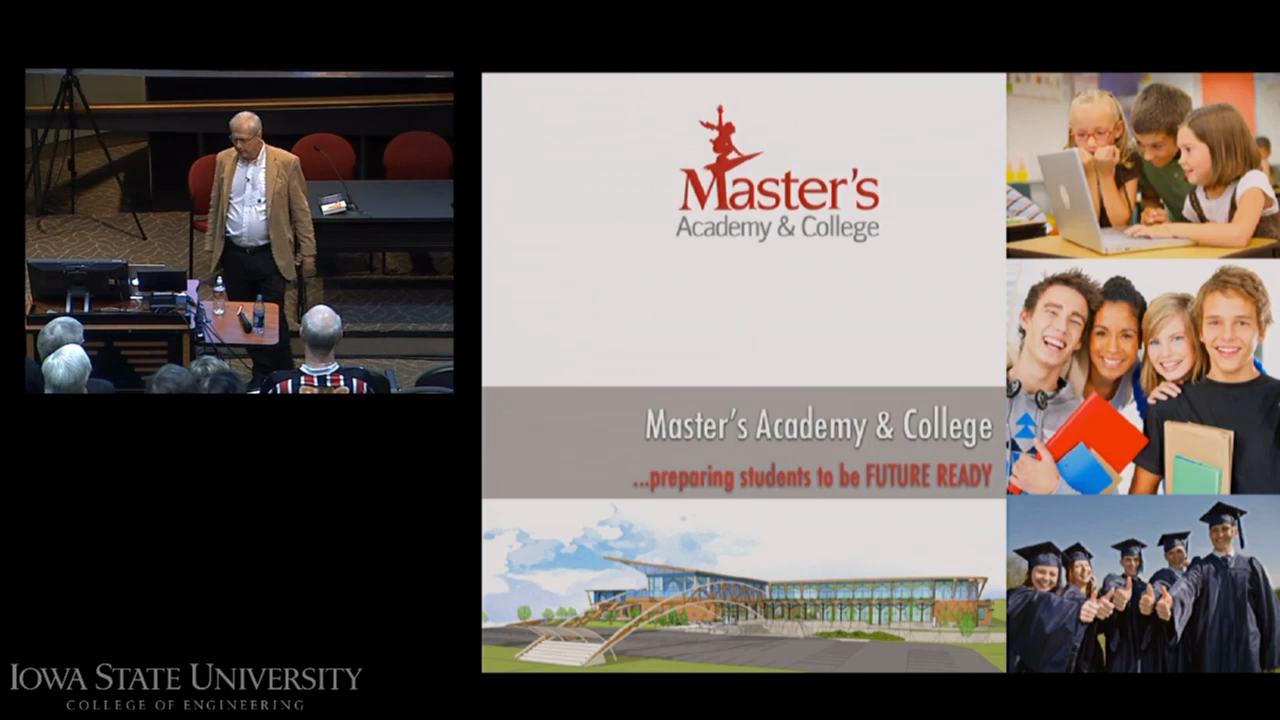 Master's
Academy & College
Master's Academy & College
...preparing students to be FUTURE READY
IOWA STATE UNIVERSITY
COLLEGE OF ENGINEERING